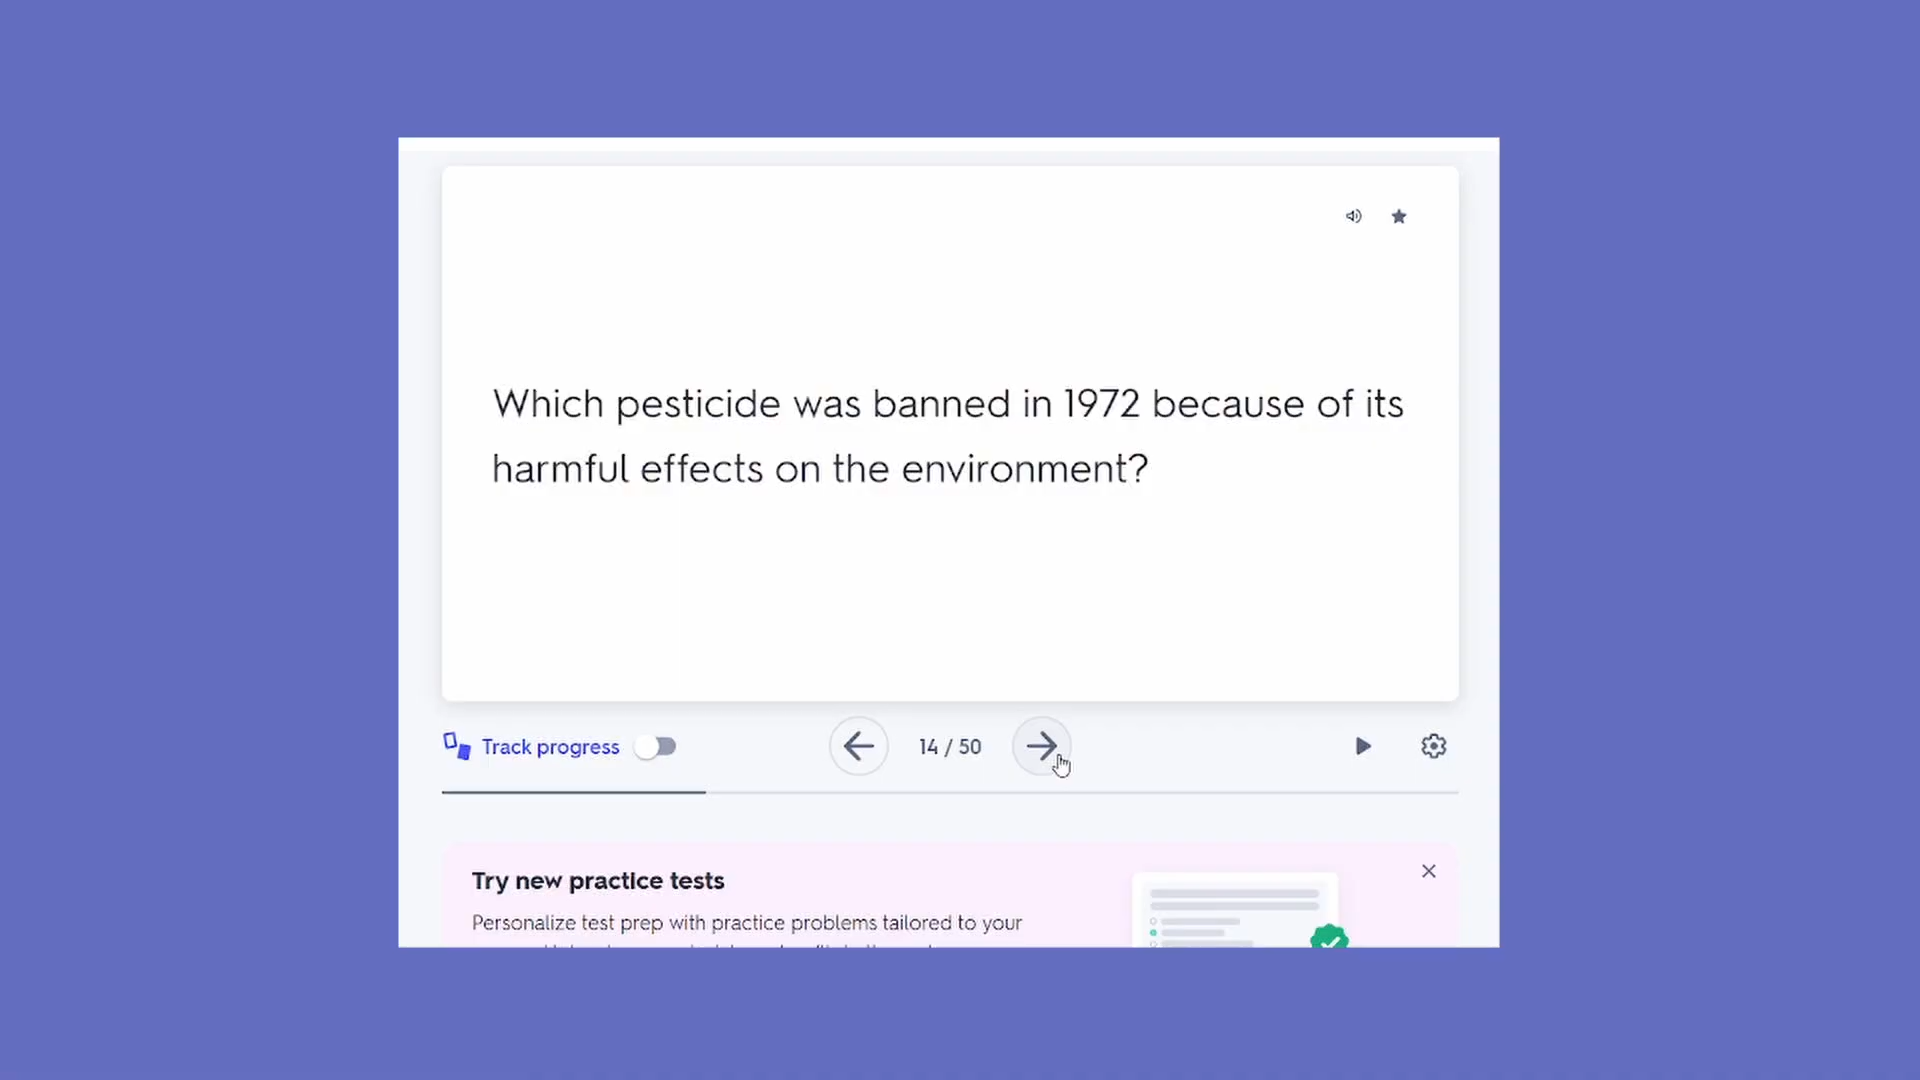 Which pesticide was banned in 1972 because of its
harmful effects on the environment?
Track progress
14 / 50
Try new practice tests
Personalize test prep with practice problems tailored to your